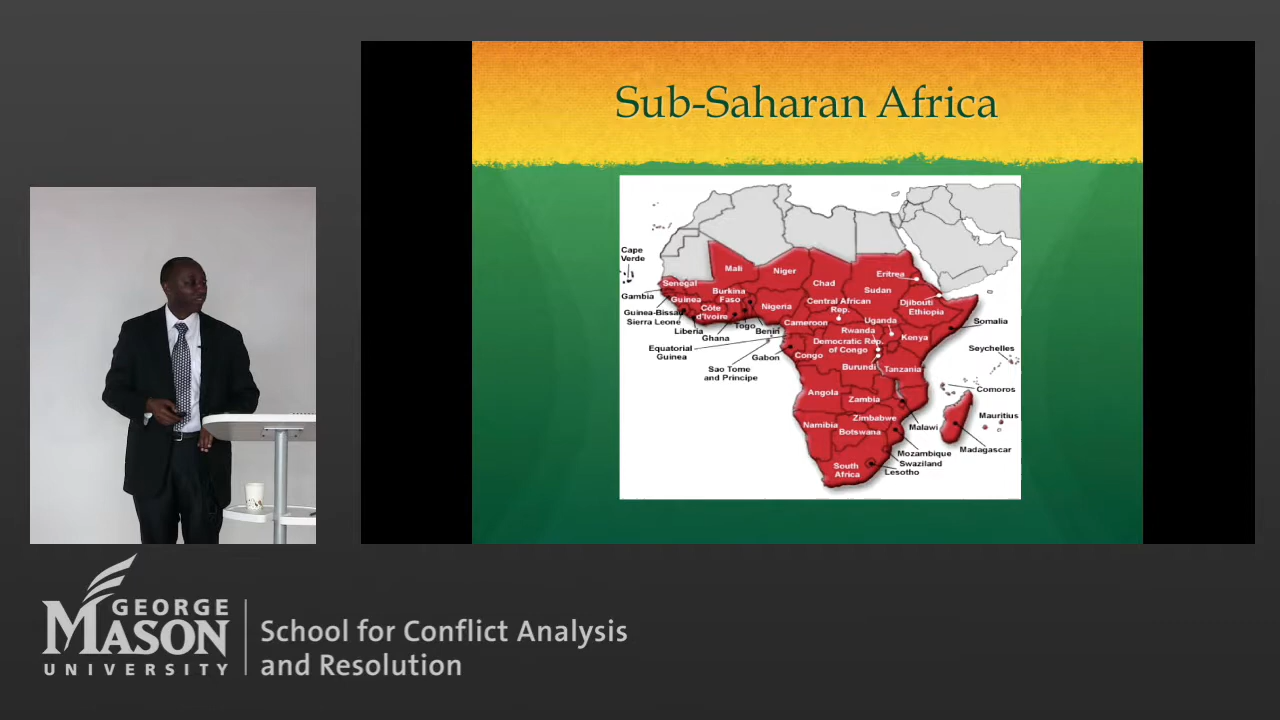 Sub-Saharan Africa
Cape
Verde
Mali
Niger
Eritrea
Chad
Senegal
Sudan
Gambia
Burkina
Faso
Guinea
Djibouti
Central African
Rep.
Nigeria
Ethiopia
Côte
d'Ivoire
Guinea-Bissau
Sierra Leone
Cameroon
Uganda
Somalia
Liberia
Togo
Benin
Rwanda
Ghana
Kenya
Democratic Rep.
of Congo
Equatorial
Guinea
Seychelles
Gabon
Congo
Burundi
Tanzania
Sao Tome
and Principe
Comoros
Angola
Zambia
Mauritius
Zimbabwe
Namibia
Botswana
Malawi
Madagascar
Mozambique
Swaziland
South
Africa
Lesotho
GEORGE
MASON
UNIVERSITY
School for Conflict Analysis
and Resolution